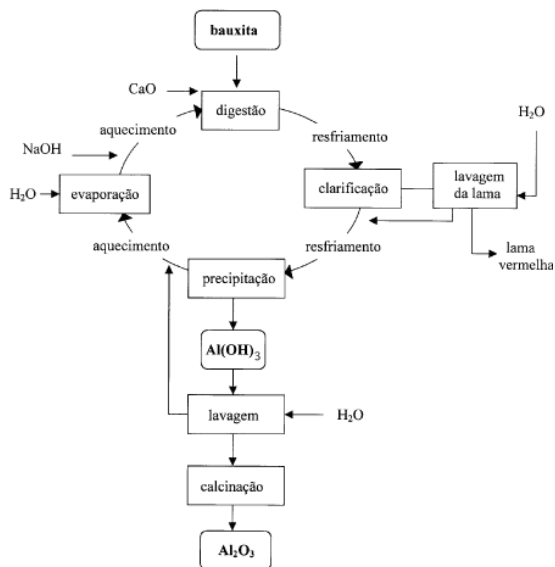 bauxita
CaO
digestão
aquecimento
resfriamento
H₂O
NaOH
lavagem
da lama
clarificação
H₂O
evaporação
aquecimento
resfriamento
lama
vermelha
precipitação
Al(OH)₃
lavagem
H₂O
calcinação
Al₂O₃